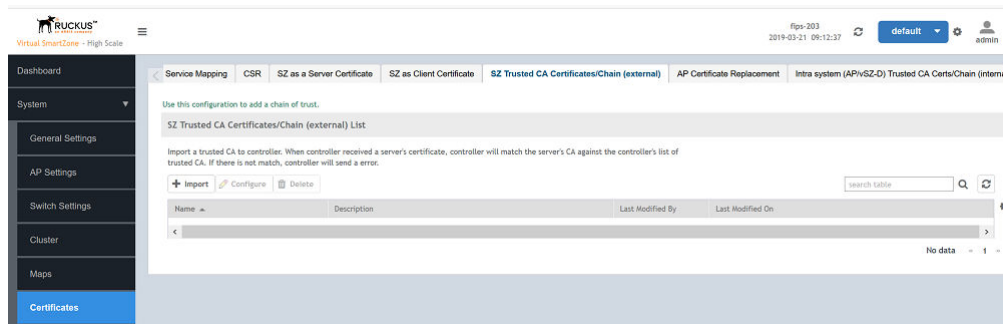 RUCKUS™
Virtual SmartZone - High Scale
fips-203
2019-03-21 09:12:37
default
admin
Dashboard
System
General Settings
AP Settings
Switch Settings
Cluster
Maps
Certificates
Service Mapping
CSR
SZ as a Server Certificate
SZ as Client Certificate
SZ Trusted CA Certificates/Chain (external)
AP Certificate Replacement
Intra system (AP/vSZ-D) Trusted CA Certs/Chain (intern
Use this configuration to add a chain of trust.
SZ Trusted CA Certificates/Chain (external) List
Import a trusted CA to controller. When controller received a server's certificate, controller will match the server's CA against the controller's list of
trusted CA. If there is not match, controller will send a error.
Import
Configure
Delete
search table
Name
Description
Last Modified By
Last Modified On
No data
1